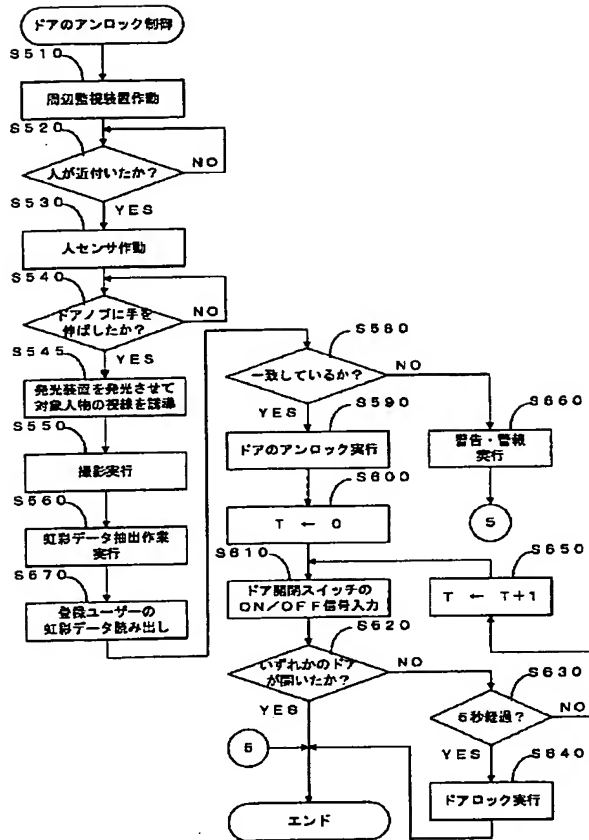 ドアのアンロック制御
S510
周辺監視装置作動
S520
人が近付いたか？
NO
YES
S530
人センサ作動
S540
ドアノブに手を
伸ばしたか？
NO
YES
S545
発光装置を発光させて
対象人物の視線を誘導
S550
撮影実行
S560
虹彩データ抽出作業
実行
S670
登録ユーザーの
虹彩データ読み出し
S580
一致しているか？
NO
YES
S590
ドアのアンロック実行
S660
警告・警報
実行
5
S600
T ← 0
S610
ドア開閉スイッチの
ON/OFF信号入力
S650
T ← T+1
S620
いずれかのドア
が開いたか？
NO
YES
S630
5秒経過？
NO
YES
S640
ドアロック実行
5
エンド